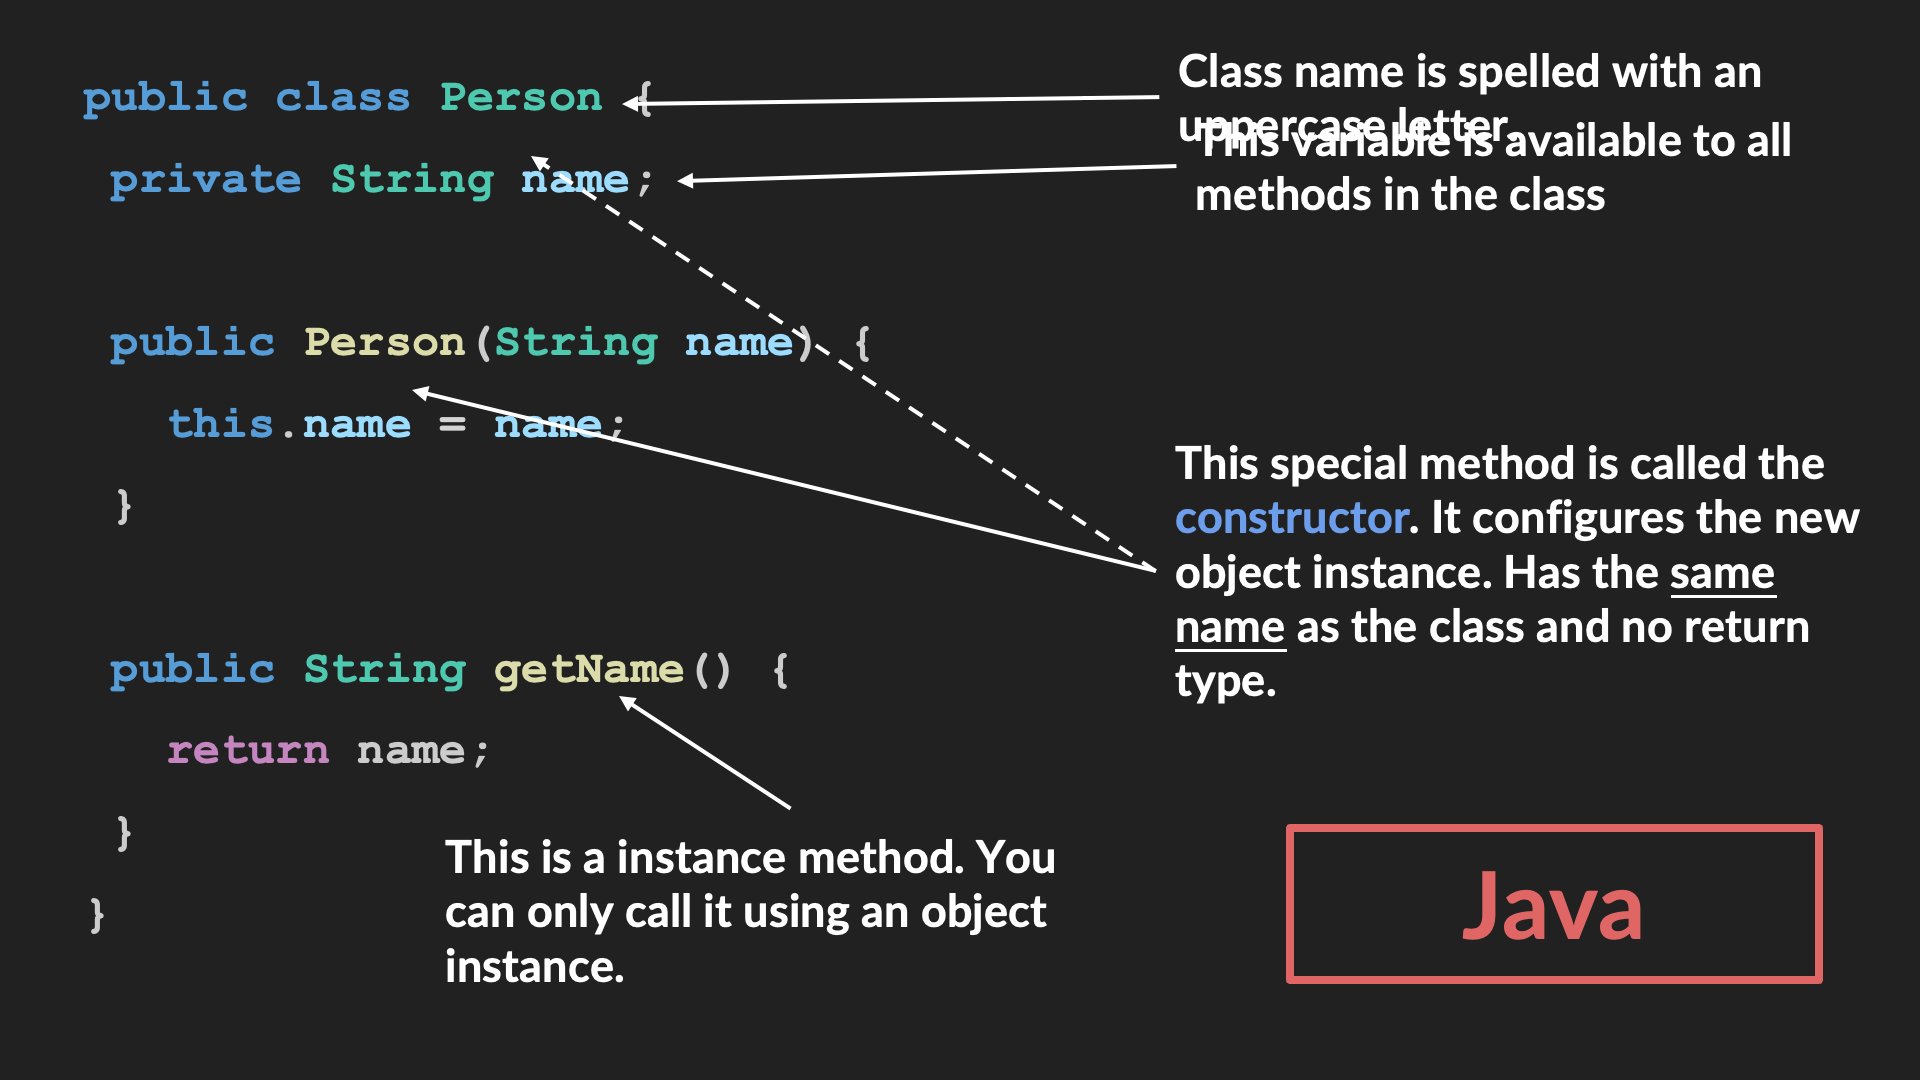 public class Person {
private String name;
public Person(String name) {
this.name = name;
}
public String getName() {
return name;
}
}
Class name is spelled with an
uppercase letter.
This variable is available to all
methods in the class
This special method is called the
constructor. It configures the new
object instance. Has the same
name as the class and no return
type.
This is a instance method. You
can only call it using an object
instance.
Java